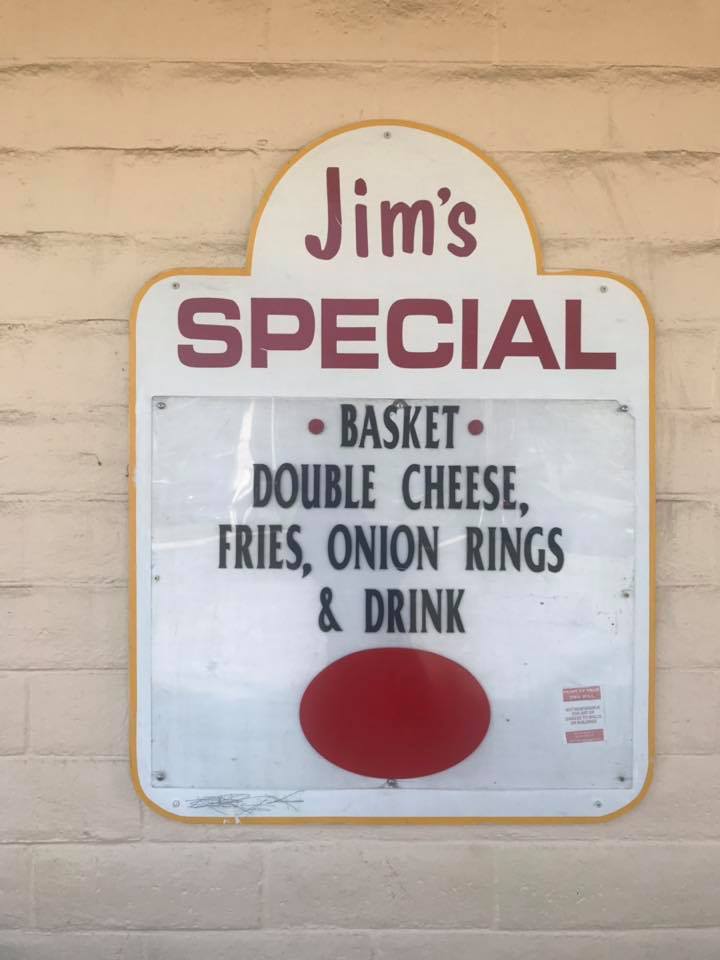 Jim's
SPECIAL
• BASKET •
DOUBLE CHEESE,
FRIES, ONION RINGS
& DRINK